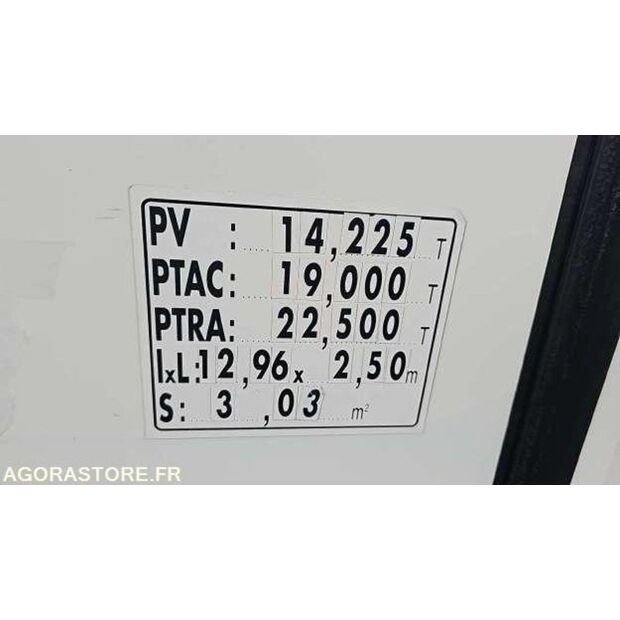 PV : 14,225 T
PTAC: 19,000 T
PTRA: 22,500 T
lxL: 12,96 x 2,50 m
S: 3,03 m²
AGORASTORE.FR